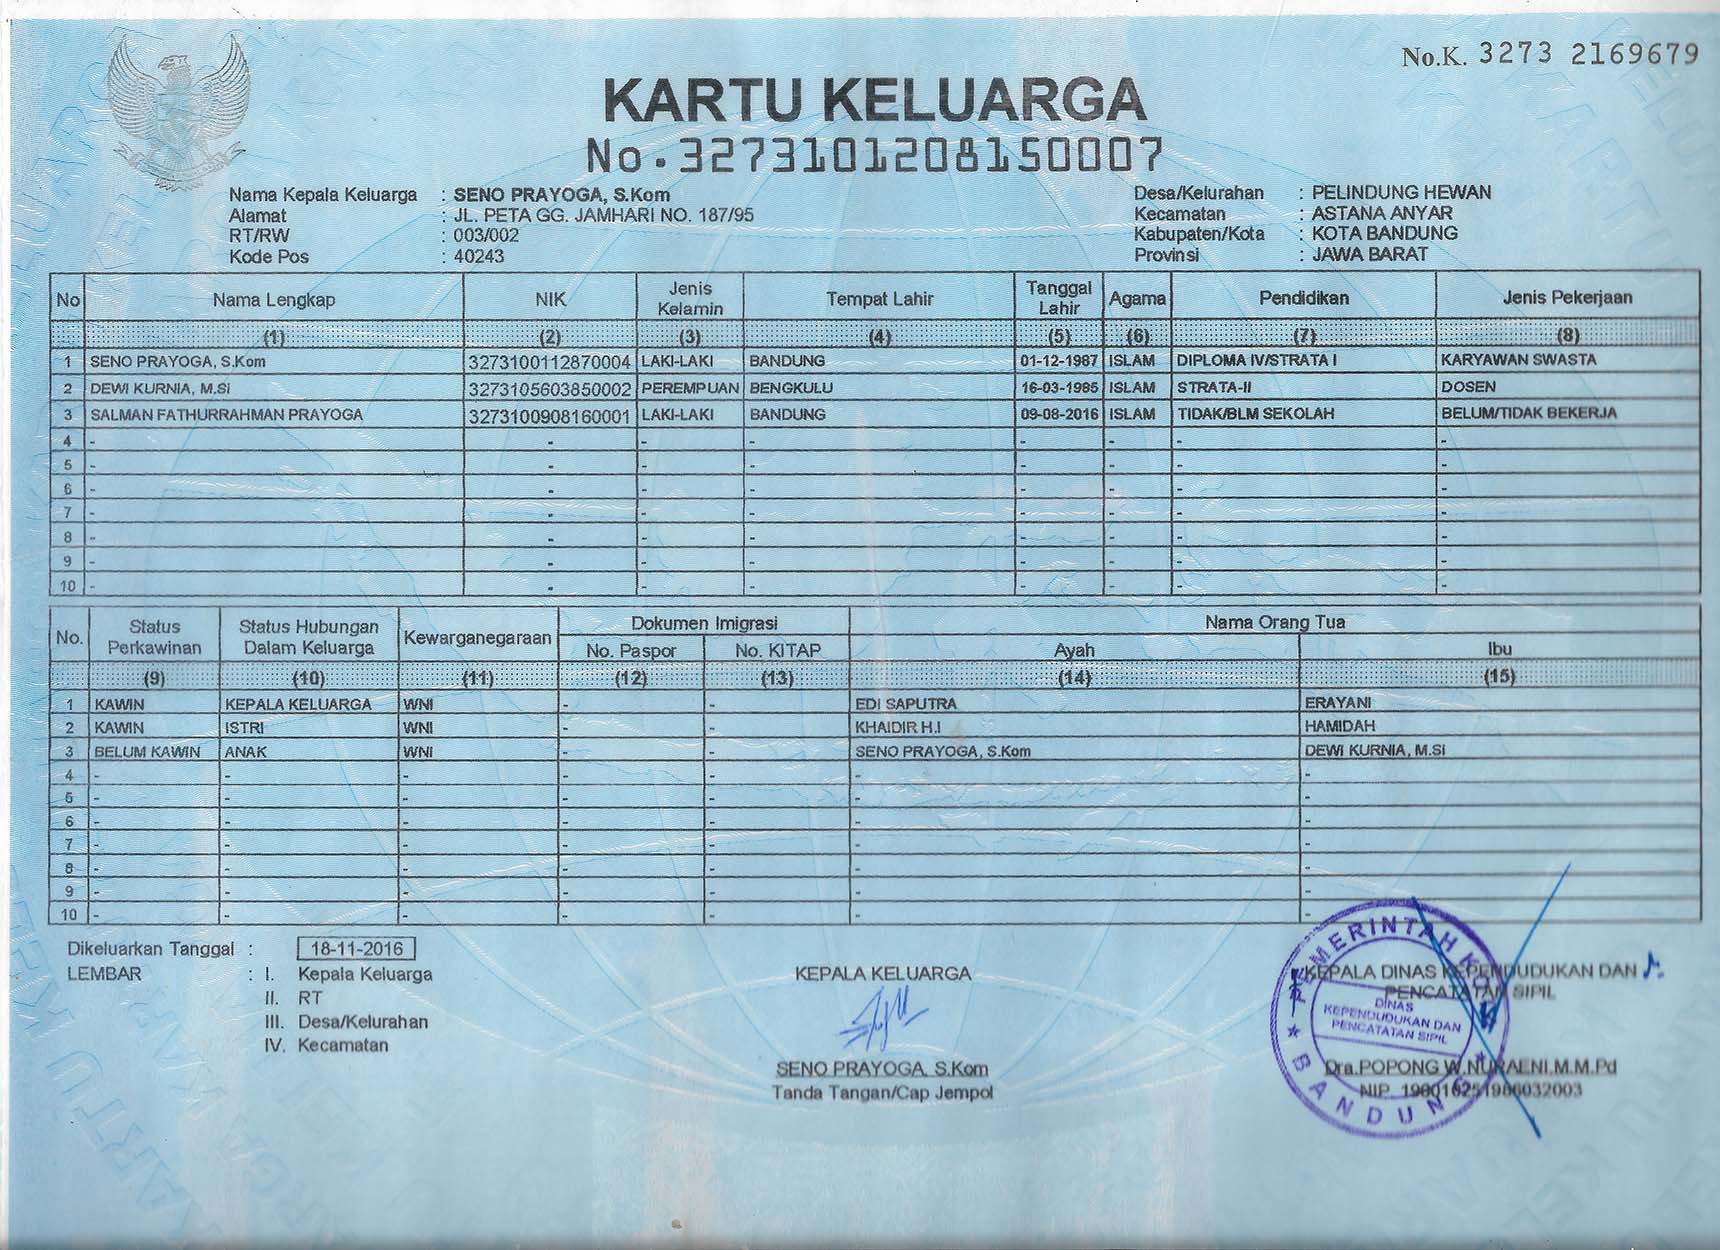 No.K. 3273 2169679
KARTU KELUARGA
No.3273101208150007
Nama Kepala Keluarga : SENO PRAYOGA, S.Kom
Alamat : JL. PETA GG. JAMHARI NO. 187/95
RT/RW : 003/002
Kode Pos : 40243
Desa/Kelurahan : PELINDUNG HEWAN
Kecamatan : ASTANA ANYAR
Kabupaten/Kota : KOTA BANDUNG
Provinsi : JAWA BARAT
No Nama Lengkap NIK Jenis Kelamin Tempat Lahir Tanggal Lahir Agama Pendidikan Jenis Pekerjaan
(1) (2) (3) (4) (5) (6) (7) (8)
1 SENO PRAYOGA, S.Kom 3273100112870004 LAKI-LAKI BANDUNG 01-12-1987 ISLAM DIPLOMA IV/STRATA I KARYAWAN SWASTA
2 DEWI KURNIA, M.Si 3273105603850002 PEREMPUAN BENGKULU 16-03-1985 ISLAM STRATA-II DOSEN
3 SALMAN FATHURRAHMAN PRAYOGA 3273100908160001 LAKI-LAKI BANDUNG 09-08-2016 ISLAM TIDAK/BLM SEKOLAH BELUM/TIDAK BEKERJA
4 - - - - - - - -
5 - - - - - - - -
6 - - - - - - - -
7 - - - - - - - -
8 - - - - - - - -
9 - - - - - - - -
10 - - - - - - - -
No. Status Perkawinan Status Hubungan Dalam Keluarga Kewarganegaraan Dokumen Imigrasi Nama Orang Tua
No. Paspor No. KITAP Ayah Ibu
(9) (10) (11) (12) (13) (14) (15)
1 KAWIN KEPALA KELUARGA WNI - - EDI SAPUTRA ERAYANI
2 KAWIN ISTRI WNI - - KHAIDIR H.I HAMIDAH
3 BELUM KAWIN ANAK WNI - - SENO PRAYOGA, S.Kom DEWI KURNIA, M.Si
4 - - - - - - -
5 - - - - - - -
6 - - - - - - -
7 - - - - - - -
8 - - - - - - -
9 - - - - - - -
10 - - - - - - -
Dikeluarkan Tanggal : 18-11-2016
LEMBAR : I. Kepala Keluarga
II. RT
III. Desa/Kelurahan
IV. Kecamatan
KEPALA KELUARGA
SENO PRAYOGA, S.Kom
Tanda Tangan/Cap Jempol
KEPALA DINAS KEPENDUDUKAN DAN
PENCATATAN SIPIL
Dra.POPONG W.NURAENI,M.M.Pd
NIP.
PEMERINTAH KOTA
DINAS
KEPENDUDUKAN DAN
PENCATATAN SIPIL
BANDUNG